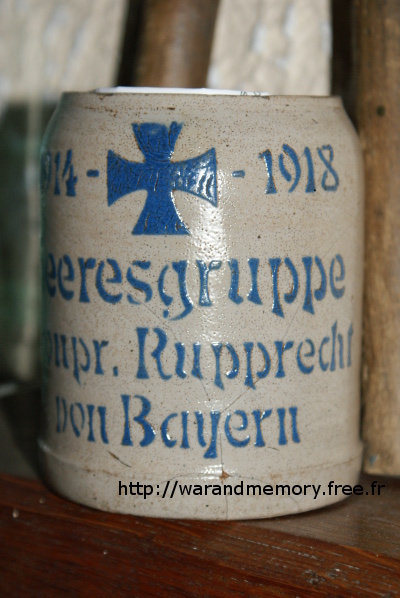 914 - - 1918
eeresgruppe
onpr. Rupprecht
von Bayern
http://warandmemory.free.fr